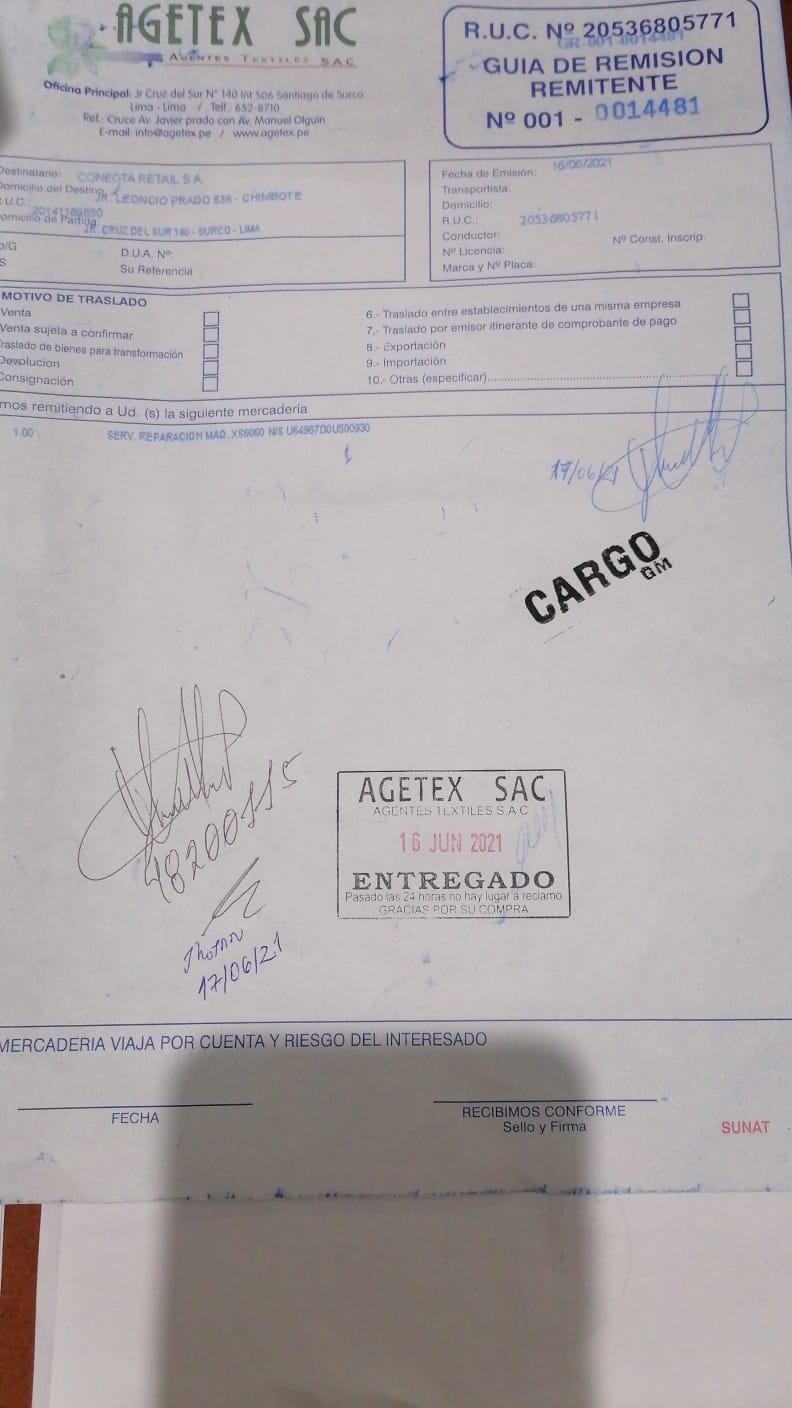 AGETEX SAC
AGENTES TEXTILES SAC
Oficina Principal: Jr Cruz del Sur Nº 140 Int 506 Santiago de Surco
Lima - Lima / Telf.: 652-8710
Ref.: Cruce Av. Javier prado con Av. Manuel Olguin
E-mail: info@agetex.pe / www.agetex.pe
R.U.C. Nº 20536805771
GR-001-0014481
GUIA DE REMISION
REMITENTE
Nº 001 - 0014481
Destinatario: CONECTA RETAIL S.A.
Domicilio del Destino: JR. LEONCIO PRADO 536 - CHIMBOTE
R.U.C.: 20141189850
Domicilio de Partida: JR. CRUZ DEL SUR 140 - SURCO - LIMA
O/G
D.U.A. Nº:
S
Su Referencia
Fecha de Emisión: 16/06/2021
Transportista:
Domicilio:
R.U.C.: 20536805771
Conductor:
Nº Const. Inscrip.
Nº Licencia:
Marca y Nº Placa:
MOTIVO DE TRASLADO
Venta
Venta sujeta a confirmar
Traslado de bienes para transformación
Devolucion
Consignación
6.- Traslado entre establecimientos de una misma empresa
7.- Traslado por emisor itinerante de comprobante de pago
8.- Exportación
9.- Importación
10.- Otras (especificar)
mos remitiendo a Ud. (s) la siguiente mercadería
1.00 SERV. REPARACION MAQ. XS6060 N/S U64987D0U500930
17/06/21
CARGO
GM
48200115
Jhotan
17/06/21
AGETEX SAC
AGENTES TEXTILES S.A.C
16 JUN 2021
ENTREGADO
Pasado las 24 horas no hay lugar a reclamo
GRACIAS POR SU COMPRA
MERCADERIA VIAJA POR CUENTA Y RIESGO DEL INTERESADO
FECHA
RECIBIMOS CONFORME
Sello y Firma
SUNAT